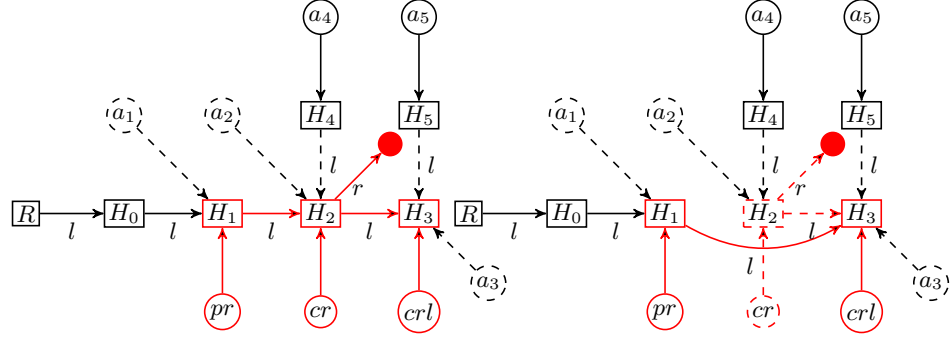 a4 a5 a4 a5
a1 a2 H4 H5 a1 a2 H4 H5
l r l l r l
R l H0 l H1 l H2 l H3 R l H0 l H1 H2 l H3
l
a3 a3
pr cr crl pr cr crl